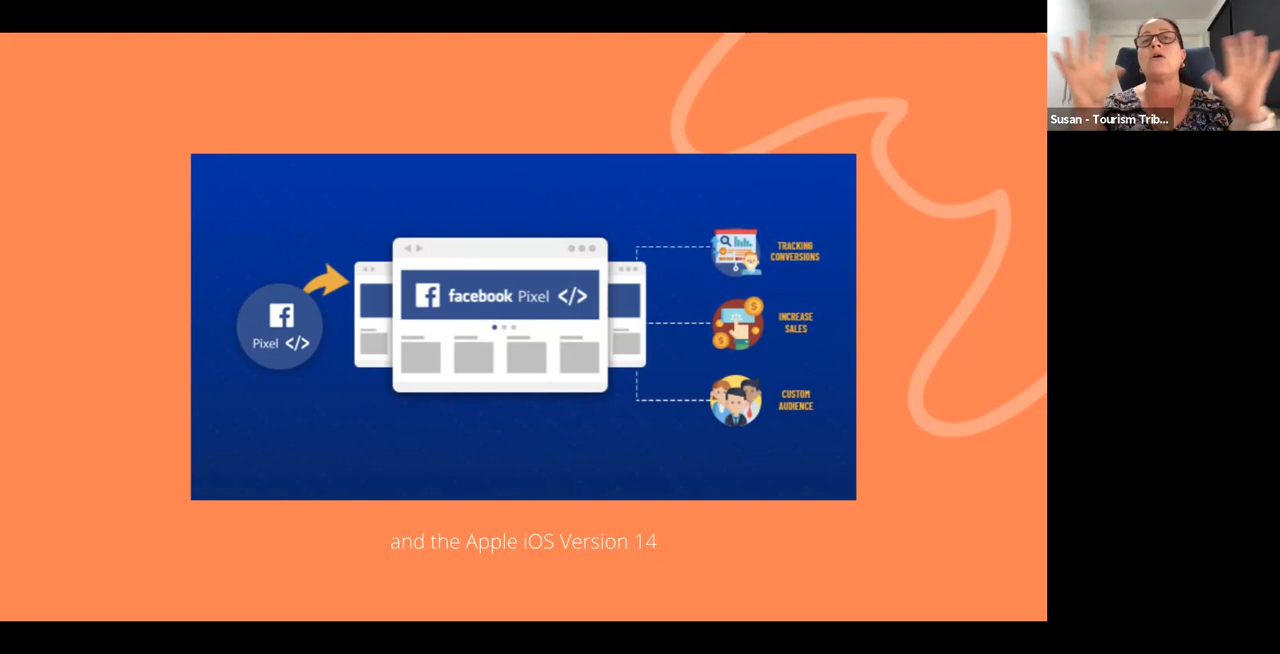 Susan - Tourism Trib...
TRACKING
CONVERSIONS
facebook Pixel </>
INCREASE
SALES
Pixel </>
CUSTOM
AUDIENCE
and the Apple iOS Version 14